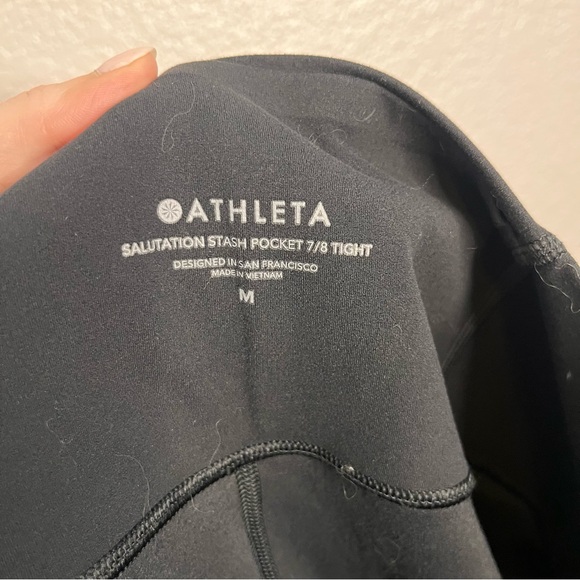 ATHLETA
SALUTATION STASH POCKET 7/8 TIGHT
DESIGNED IN SAN FRANCISCO
MADE IN VIETNAM
M